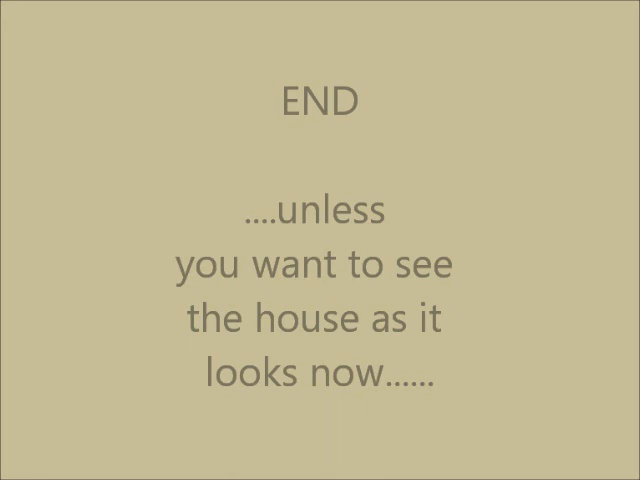 END
....unless
you want to see
the house as it
looks now......